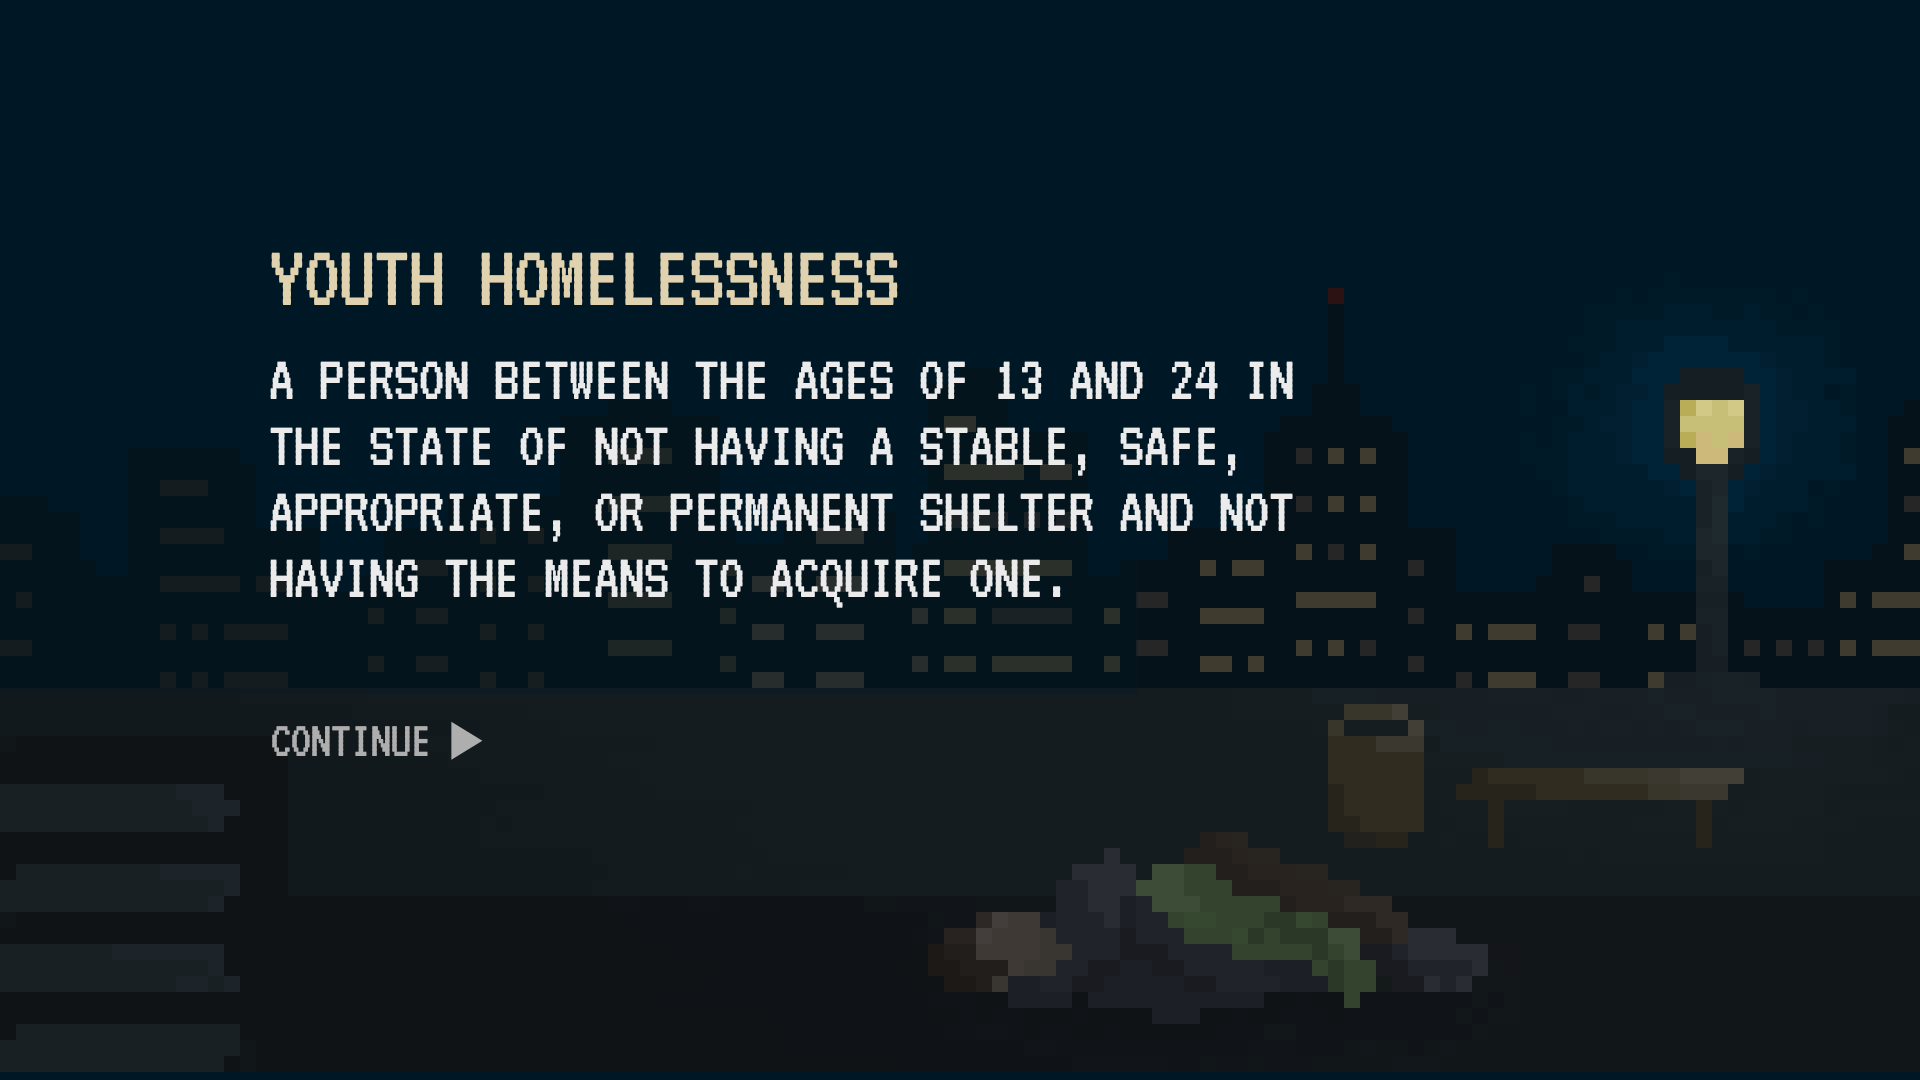 YOUTH HOMELESSNESS
A PERSON BETWEEN THE AGES OF 13 AND 24 IN
THE STATE OF NOT HAVING A STABLE, SAFE,
APPROPRIATE, OR PERMANENT SHELTER AND NOT
HAVING THE MEANS TO ACQUIRE ONE.
CONTINUE